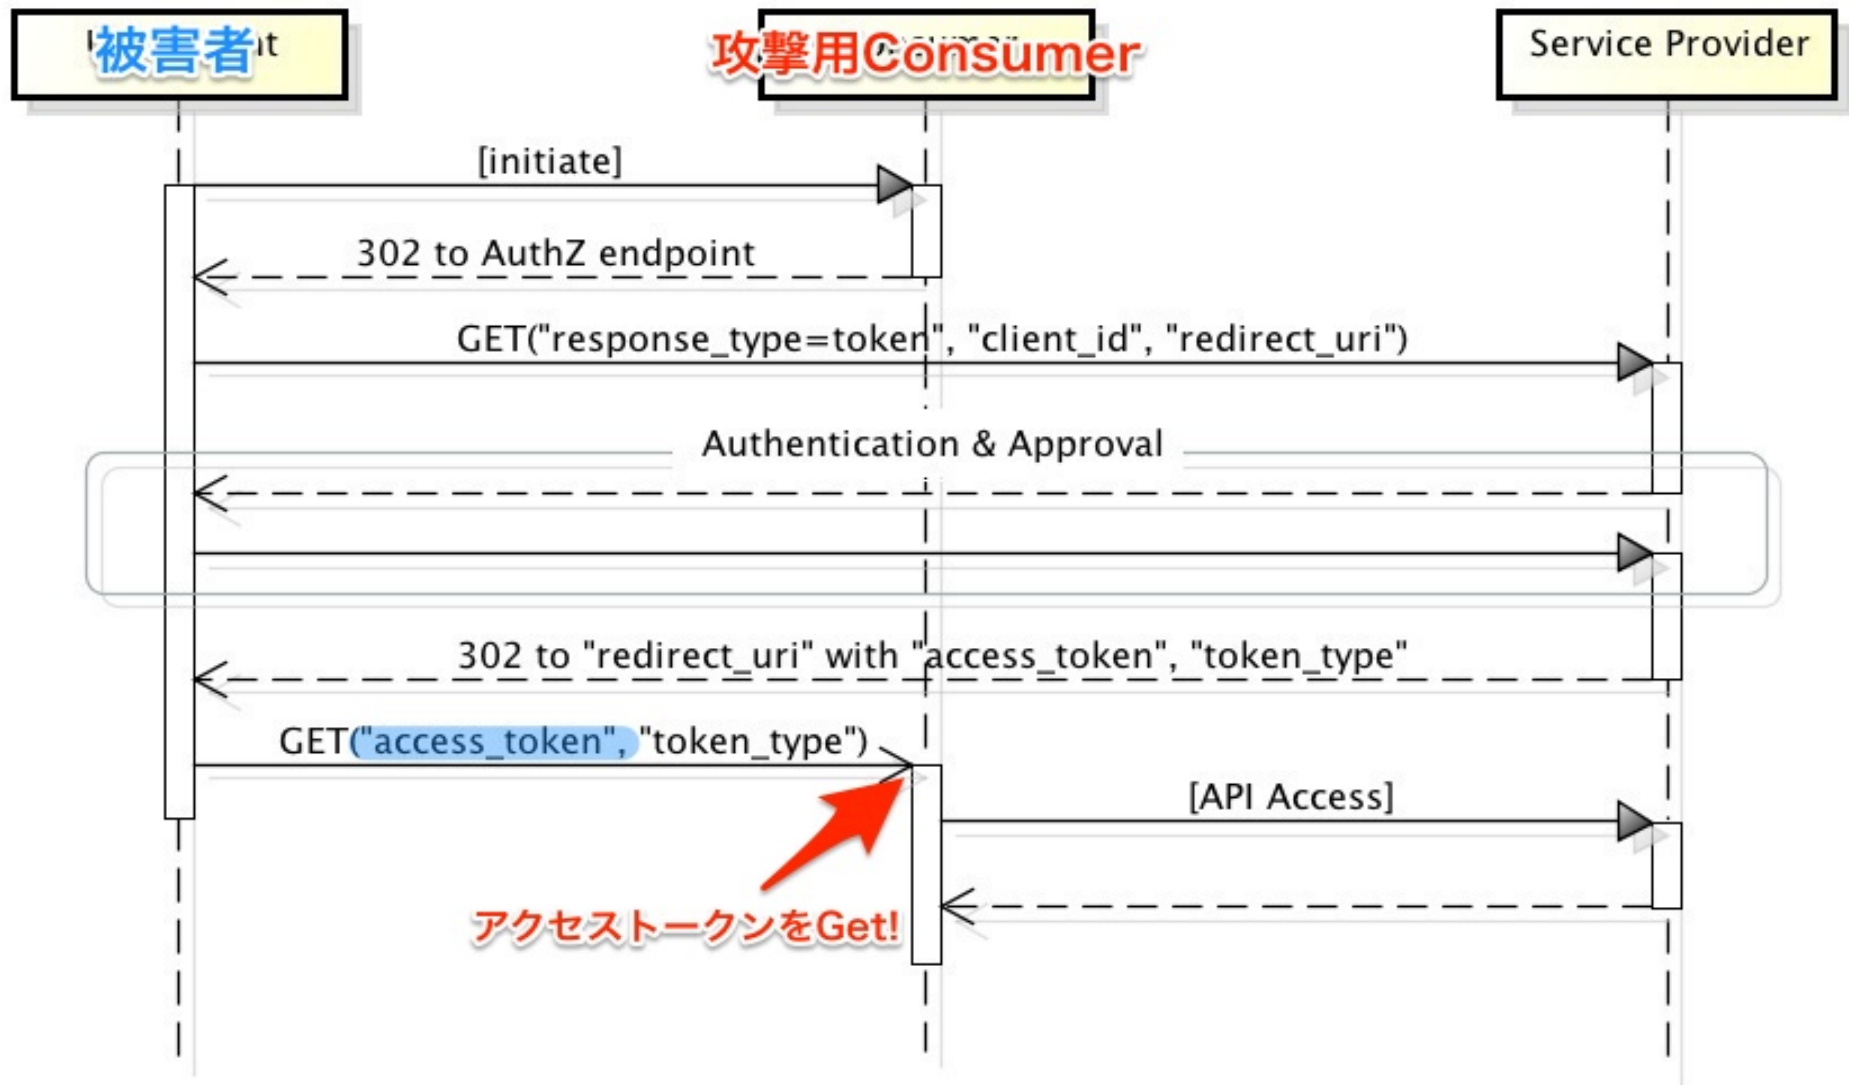 被害者
攻撃用Consumer
Service Provider
[initiate]
302 to AuthZ endpoint
GET("response_type=token", "client_id", "redirect_uri")
Authentication & Approval
302 to "redirect_uri" with "access_token", "token_type"
GET("access_token", "token_type")
[API Access]
アクセストークンをGet!